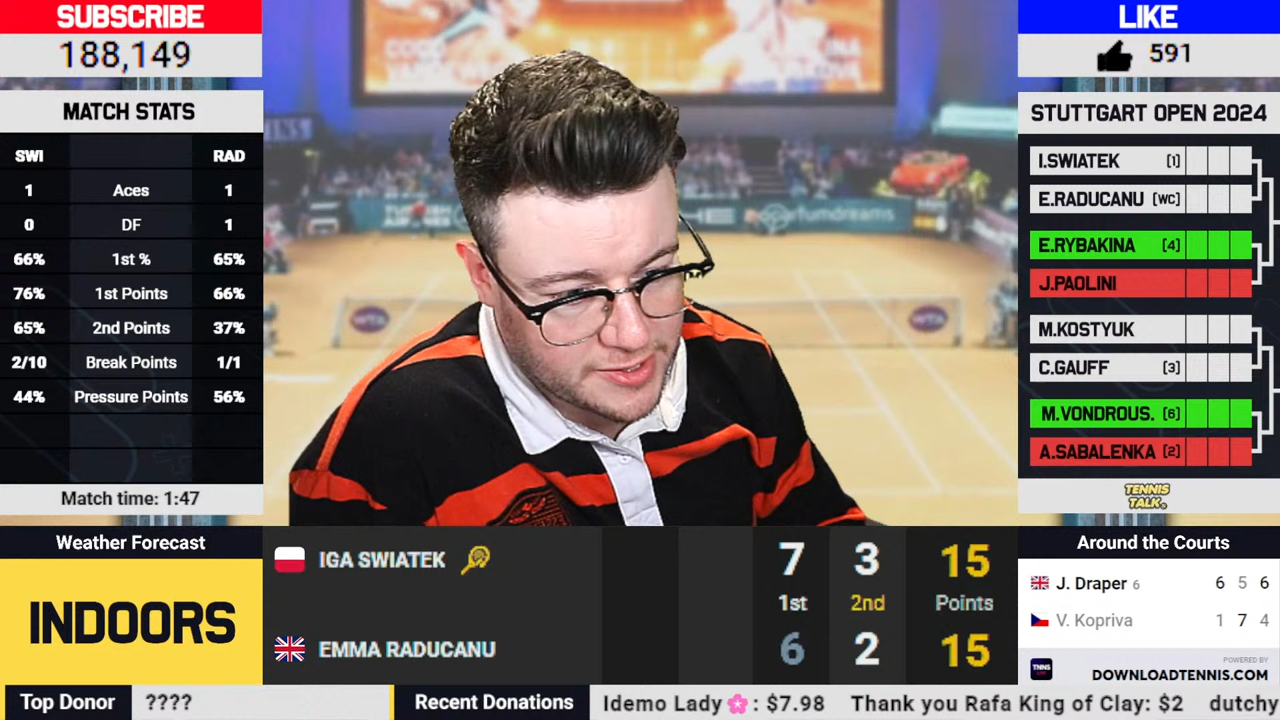 SUBSCRIBE
188,149
MATCH STATS
SWI RAD
1 Aces 1
0 DF 1
66% 1st % 65%
76% 1st Points 66%
65% 2nd Points 37%
2/10 Break Points 1/1
44% Pressure Points 56%
Match time: 1:47
Weather Forecast
INDOORS
LIKE
591
STUTTGART OPEN 2024
I.SWIATEK [1]
E.RADUCANU [WC]
E.RYBAKINA [4]
J.PAOLINI
M.KOSTYUK
C.GAUFF [3]
M.VONDROUS. [6]
A.SABALENKA [2]
TENNIS
TALK.
Around the Courts
J. Draper 6 6 5 6
V. Kopriva 1 7 4
POWERED BY
DOWNLOADTENNIS.COM
IGA SWIATEK 7 3 15
1st 2nd Points
EMMA RADUCANU 6 2 15
Top Donor ???? Recent Donations Idemo Lady🌸: $7.98 Thank you Rafa King of Clay: $2 dutchy